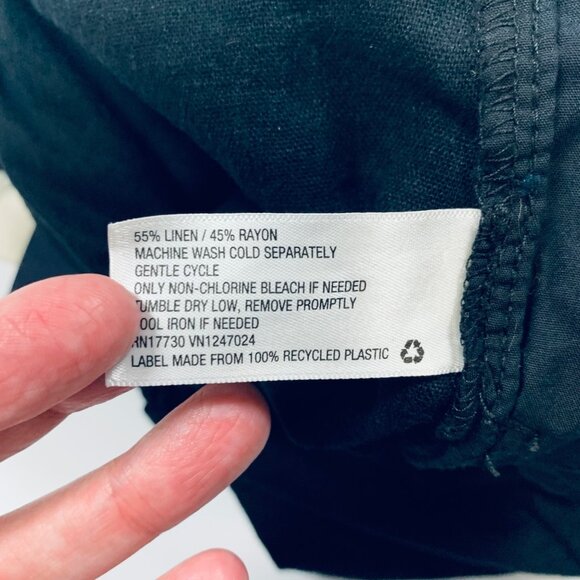 55% LINEN / 45% RAYON
MACHINE WASH COLD SEPARATELY
GENTLE CYCLE
ONLY NON-CHLORINE BLEACH IF NEEDED
TUMBLE DRY LOW, REMOVE PROMPTLY
COOL IRON IF NEEDED
RN17730 VN1247024
LABEL MADE FROM 100% RECYCLED PLASTIC